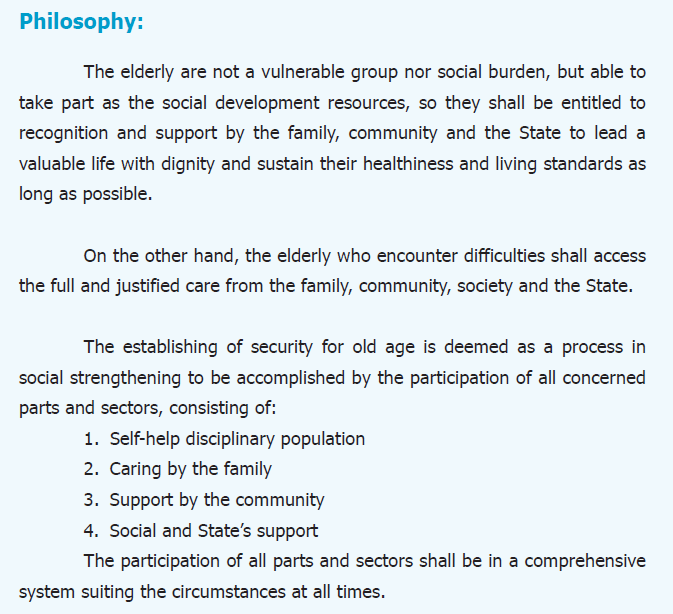 Philosophy:
The elderly are not a vulnerable group nor social burden, but able to
take part as the social development resources, so they shall be entitled to
recognition and support by the family, community and the State to lead a
valuable life with dignity and sustain their healthiness and living standards as
long as possible.
On the other hand, the elderly who encounter difficulties shall access
the full and justified care from the family, community, society and the State.
The establishing of security for old age is deemed as a process in
social strengthening to be accomplished by the participation of all concerned
parts and sectors, consisting of:
1. Self-help disciplinary population
2. Caring by the family
3. Support by the community
4. Social and State’s support
The participation of all parts and sectors shall be in a comprehensive
system suiting the circumstances at all times.